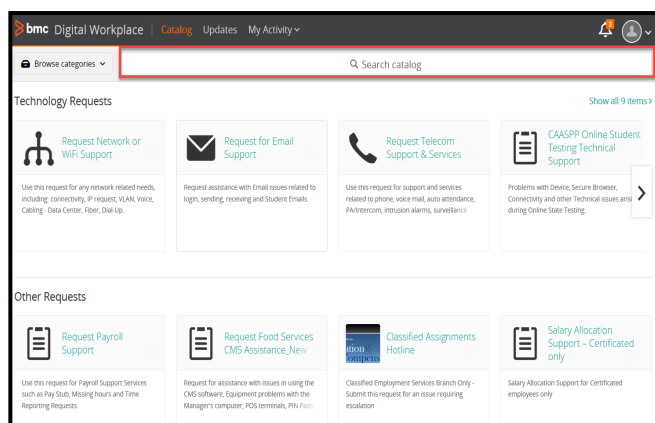 bmc Digital Workplace | Catalog Updates My Activity
Browse categories
Search catalog
Technology Requests
Show all 9 items
Request Network or
WiFi Support
Use this request for any network related needs,
including: connectivity, IP request, VLAN, Voice,
Cabling - Data Center, Fiber, Dial-Up.
Request for Email
Support
Request assistance with Email issues related to
login, sending, receiving and Student Emails.
Request Telecom
Support & Services
Use this request for support and services
related to phone, voice mail, auto attendance,
PA/Intercom, intrusion alarms, surveillance
CAASPP Online Student
Testing Technical
Support
Problems with Device, Secure Browser,
Connectivity and other Technical issues
during Online State Testing.
Other Requests
Request Payroll
Support
Use this request for Payroll Support Services
such as Pay Stub, Missing hours and Time
Reporting Requests.
Request Food Services
CMS Assistance_New
Request for assistance with issues in using the
CMS software, Equipment problems with the
Manager's computer, POS terminals, PIN Pads,
Classified Assignments
Hotline
Classified Employment Services Branch Only -
Submit this request for an issue requiring
escalation
Salary Allocation
Support – Certificated
only
Salary Allocation Support for Certificated
employees only